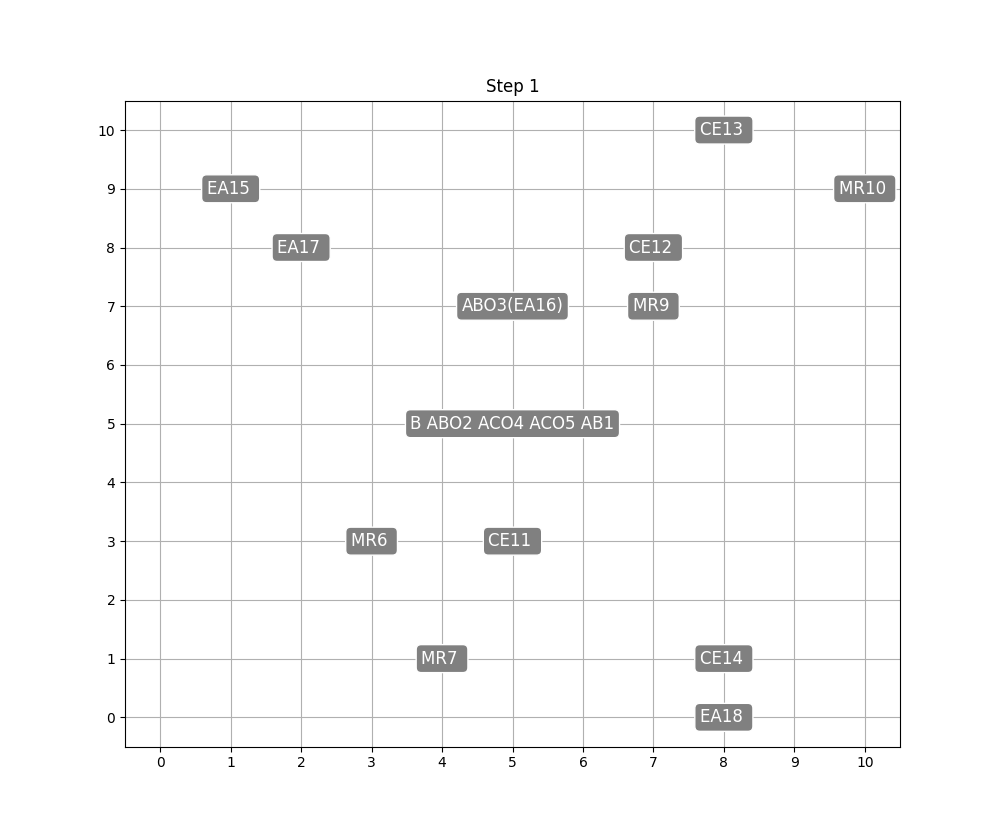 Step 1
10
CE13
9
EA15
MR10
8
EA17
CE12
7
ABO3(EA16)
MR9
6
5
B ABO2 ACO4 ACO5 AB1
4
3
MR6
CE11
2
1
MR7
CE14
0
EA18
0 1 2 3 4 5 6 7 8 9 10